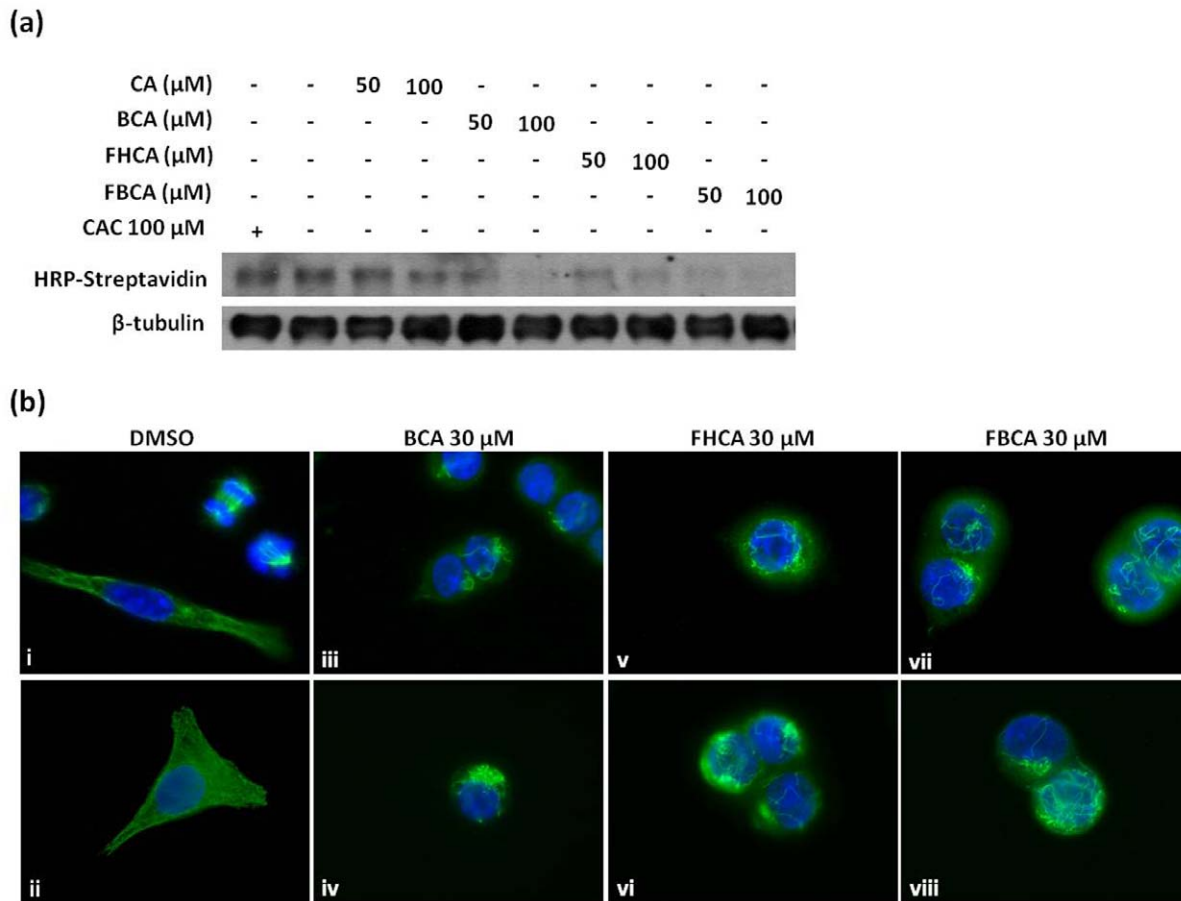 (a)
CA (µM) - - 50 100 - - - - - -
BCA (µM) - - - - 50 100 - - - -
FHCA (µM) - - - - - - 50 100 - -
FBCA (µM) - - - - - - - - 50 100
CAC 100 µM + - - - - - - - - -
HRP-Streptavidin
β-tubulin
(b)
DMSO BCA 30 µM FHCA 30 µM FBCA 30 µM
i iii v vii
ii iv vi viii